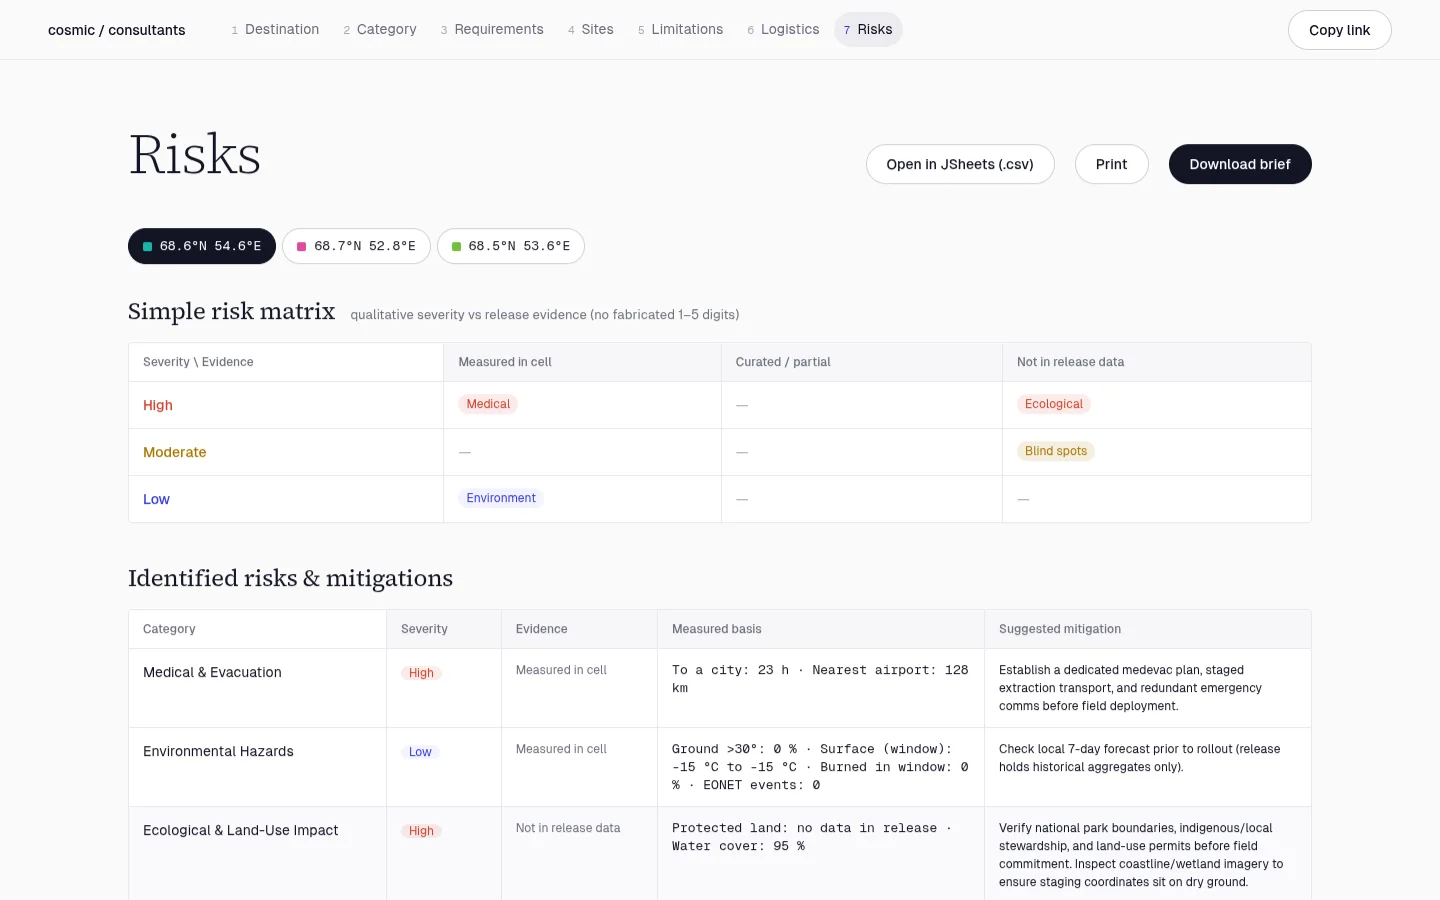 cosmic / consultants
1 Destination
2 Category
3 Requirements
4 Sites
5 Limitations
6 Logistics
7 Risks
Copy link
Risks
Open in JSheets (.csv)
Print
Download brief
68.6°N 54.6°E
68.7°N 52.8°E
68.5°N 53.6°E
Simple risk matrix
qualitative severity vs release evidence (no fabricated 1–5 digits)
Severity \ Evidence
Measured in cell
Curated / partial
Not in release data
High
Medical
—
Ecological
Moderate
—
—
Blind spots
Low
Environment
—
—
Identified risks & mitigations
Category
Severity
Evidence
Measured basis
Suggested mitigation
Medical & Evacuation
High
Measured in cell
To a city: 23 h · Nearest airport: 128
km
Establish a dedicated medevac plan, staged
extraction transport, and redundant emergency
comms before field deployment.
Environmental Hazards
Low
Measured in cell
Ground >30°: 0 % · Surface (window):
-15 °C to -15 °C · Burned in window: 0
% · EONET events: 0
Check local 7-day forecast prior to rollout (release
holds historical aggregates only).
Ecological & Land-Use Impact
High
Not in release data
Protected land: no data in release ·
Water cover: 95 %
Verify national park boundaries, indigenous/local
stewardship, and land-use permits before field
commitment. Inspect coastline/wetland imagery to
ensure staging coordinates sit on dry ground.